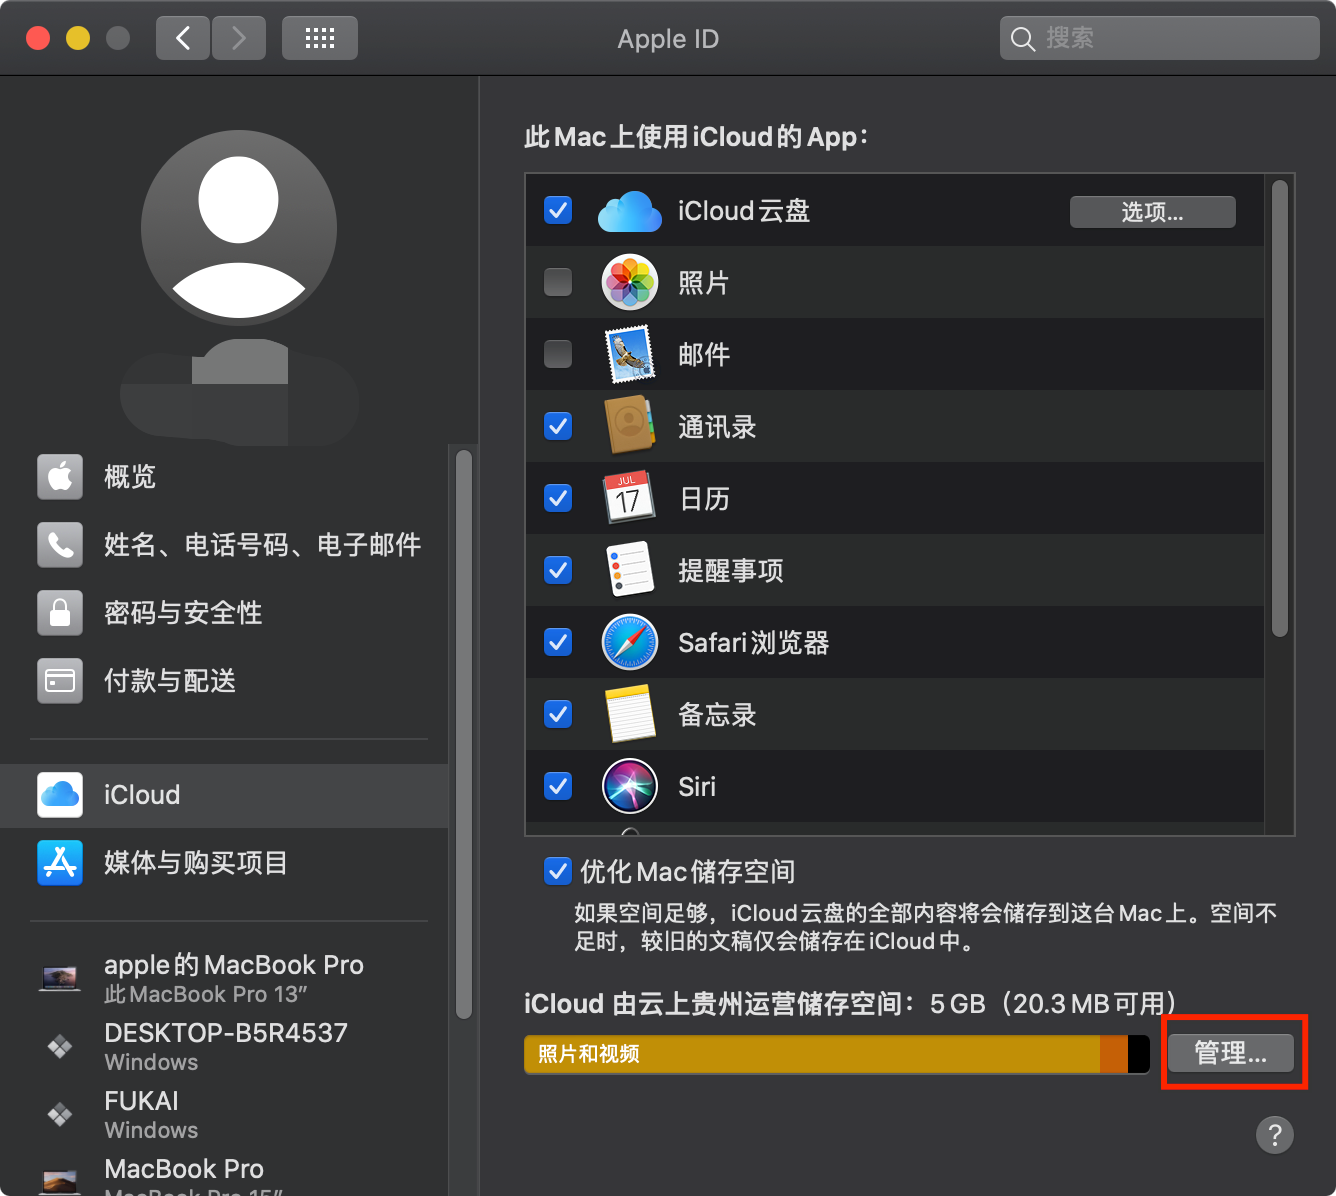 Apple ID
搜索
概览
姓名、电话号码、电子邮件
密码与安全性
付款与配送
iCloud
媒体与购买项目
apple的MacBook Pro
此MacBook Pro 13”
DESKTOP-B5R4537
Windows
FUKAI
Windows
MacBook Pro
MacBook Pro 15”
此Mac上使用iCloud的App：
iCloud云盘
选项...
照片
邮件
通讯录
JUL
17
日历
提醒事项
Safari浏览器
备忘录
Siri
优化Mac储存空间
如果空间足够，iCloud云盘的全部内容将会储存到这台Mac上。空间不
足时，较旧的文稿仅会储存在iCloud中。
iCloud 由云上贵州运营储存空间：5 GB（20.3 MB可用）
照片和视频
管理...
?